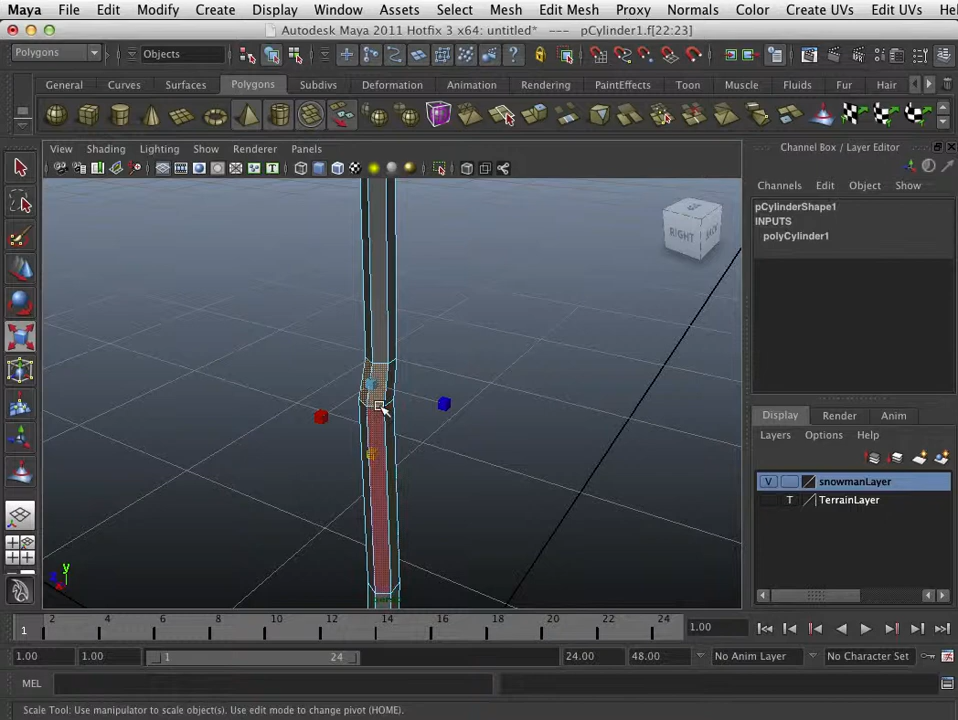 Maya File Edit Modify Create Display Window Assets Select Mesh Edit Mesh Proxy Normals Color Create UVs Edit UVs
Autodesk Maya 2011 Hotfix 3 x64: untitled* --- pCylinder1.f[22:23]
Polygons Objects
General Curves Surfaces Polygons Subdivs Deformation Animation Rendering PaintEffects Toon Muscle Fluids Fur Hair
View Shading Lighting Show Renderer Panels
Channel Box / Layer Editor
Channels Edit Object Show
pCylinderShape1
INPUTS
polyCylinder1
RIGHT
BACK
Display Render Anim
Layers Options Help
V snowmanLayer
T TerrainLayer
y
1 2 4 6 8 10 12 14 16 18 20 22 24 1.00
1.00 1.00 1 24 24.00 48.00 No Anim Layer No Character Set
MEL
Scale Tool: Use manipulator to scale object(s). Use edit mode to change pivot (HOME).